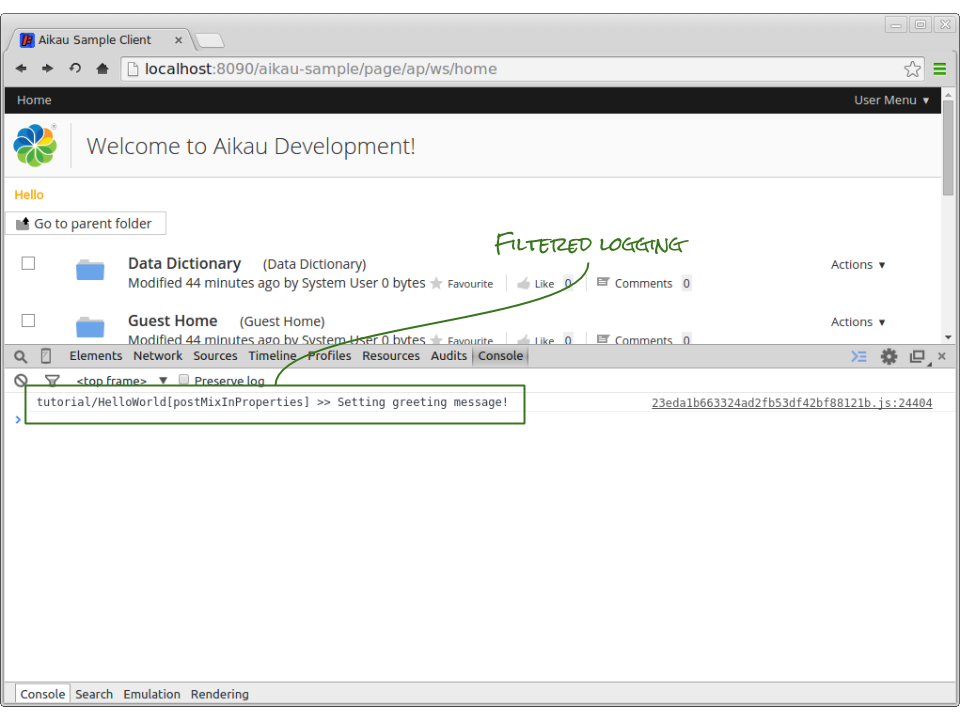 Aikau Sample Client ×
localhost:8090/aikau-sample/page/ap/ws/home
Home User Menu ▼
Welcome to Aikau Development!
Hello
Go to parent folder
Filtered logging
Data Dictionary (Data Dictionary) Actions ▼
Modified 44 minutes ago by System User 0 bytes Favourite Like 0 Comments 0
Guest Home (Guest Home) Actions ▼
Modified 44 minutes ago by System User 0 bytes Favourite Like 0 Comments 0
Elements Network Sources Timeline Profiles Resources Audits Console
<top frame> ▼ Preserve log
tutorial/HelloWorld[postMixInProperties] >> Setting greeting message! 23eda1b663324ad2fb53df42bf88121b.js:24404
Console Search Emulation Rendering